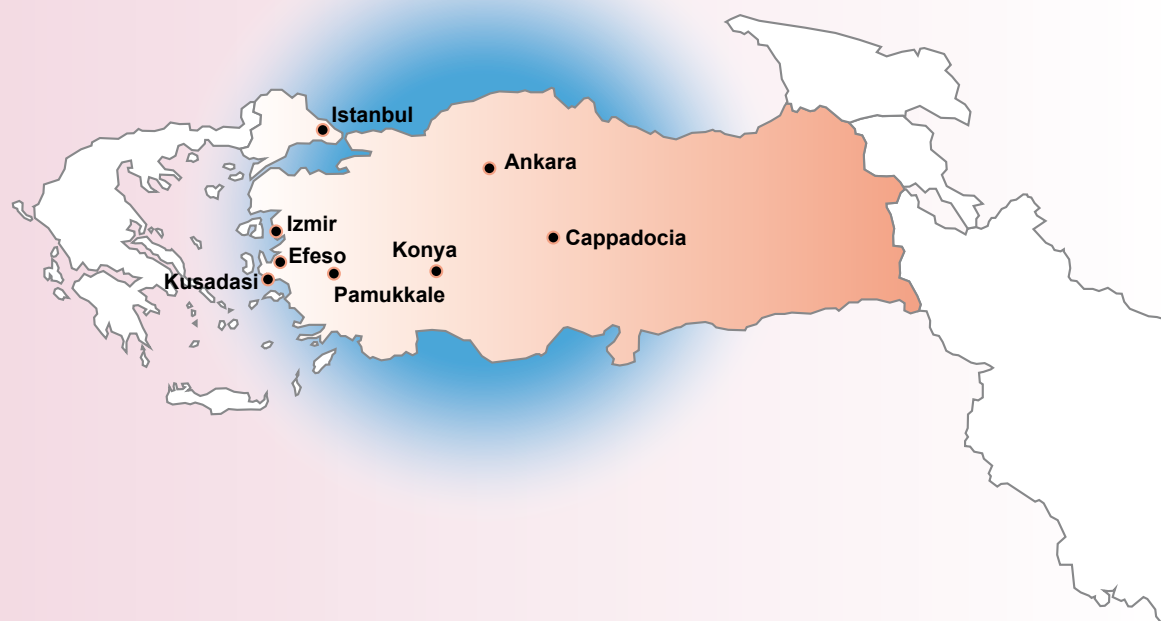 Istanbul
Ankara
Izmir
Cappadocia
Konya
Efeso
Kusadasi
Pamukkale